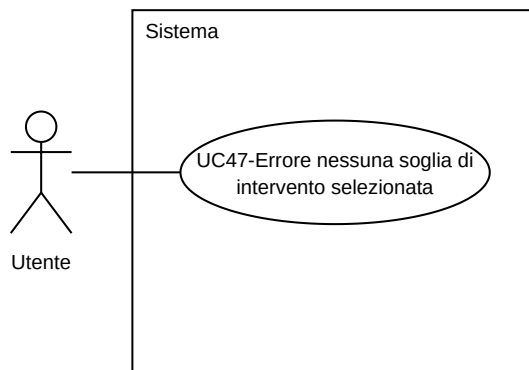 Sistema
UC47-Errore nessuna soglia di
intervento selezionata
Utente